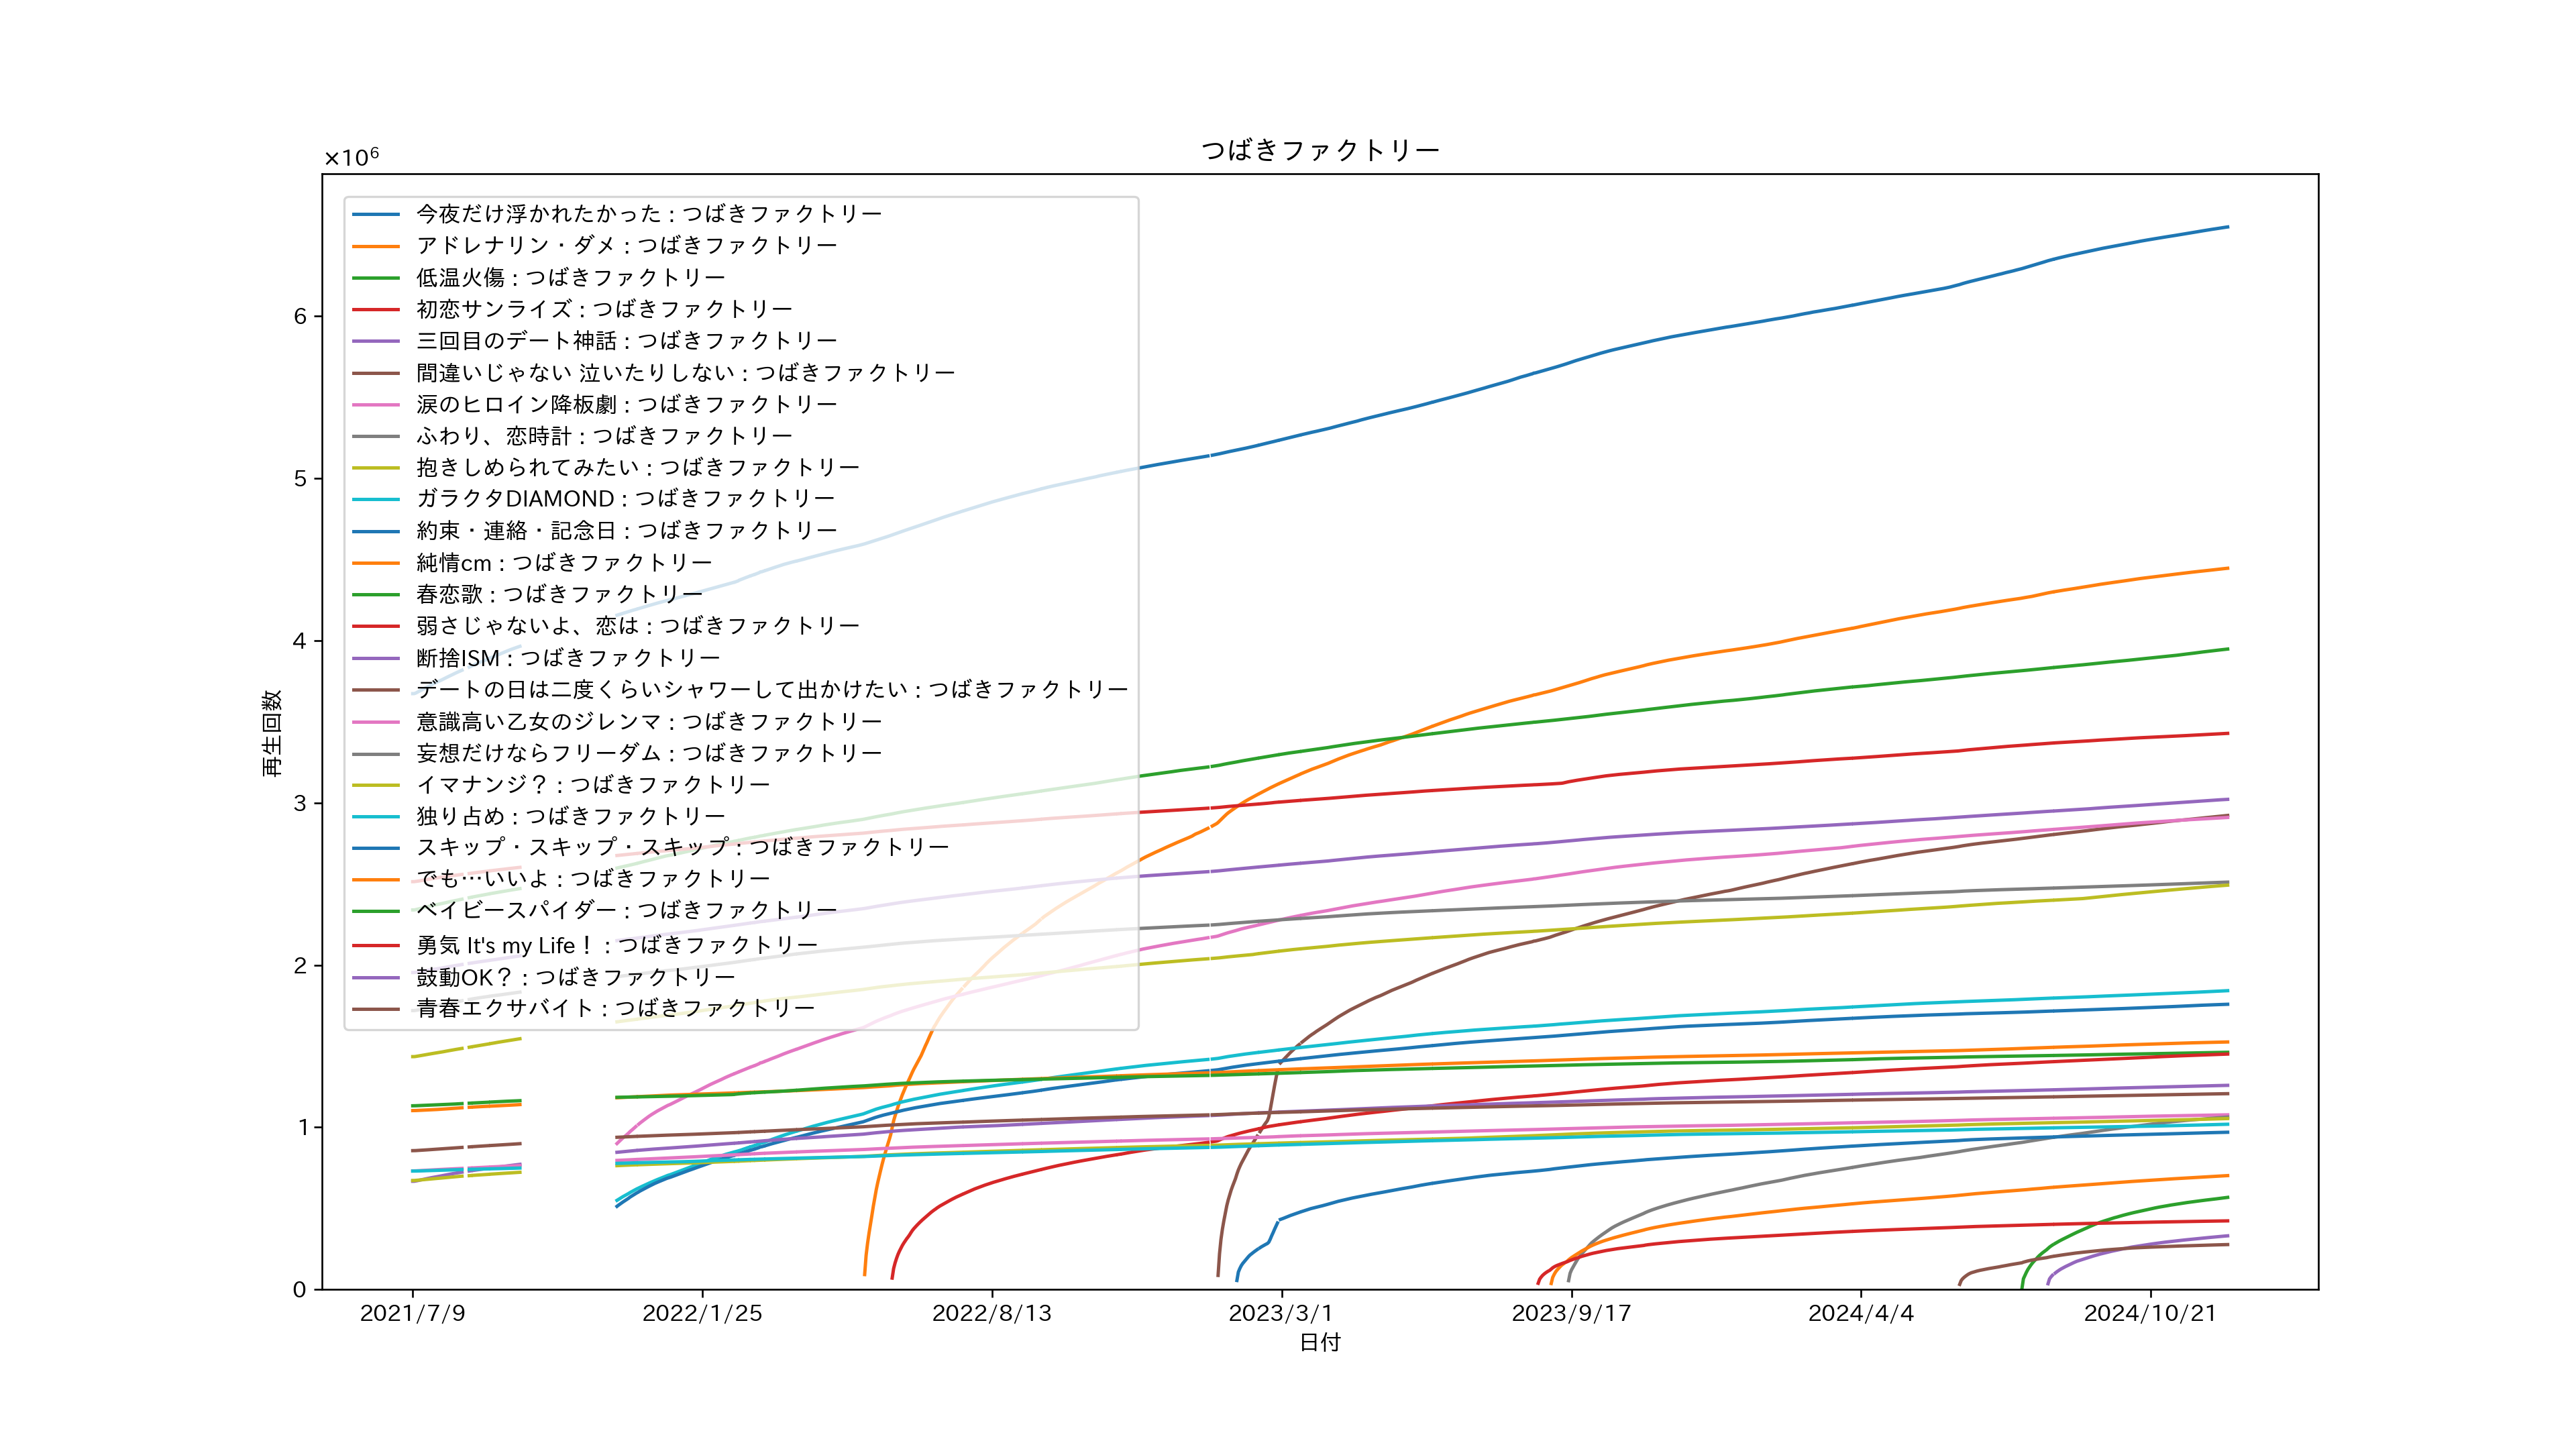 つばきファクトリー
×10⁶
今夜だけ浮かれたかった : つばきファクトリー
アドレナリン・ダメ : つばきファクトリー
低温火傷 : つばきファクトリー
初恋サンライズ : つばきファクトリー
三回目のデート神話 : つばきファクトリー
間違いじゃない 泣いたりしない : つばきファクトリー
涙のヒロイン降板劇 : つばきファクトリー
ふわり、恋時計 : つばきファクトリー
抱きしめられてみたい : つばきファクトリー
ガラクタDIAMOND : つばきファクトリー
約束・連絡・記念日 : つばきファクトリー
純情cm : つばきファクトリー
春恋歌 : つばきファクトリー
弱さじゃないよ、恋は : つばきファクトリー
断捨ISM : つばきファクトリー
デートの日は二度くらいシャワーして出かけたい : つばきファクトリー
意識高い乙女のジレンマ : つばきファクトリー
妄想だけならフリーダム : つばきファクトリー
イマナンジ？ : つばきファクトリー
独り占め : つばきファクトリー
スキップ・スキップ・スキップ : つばきファクトリー
でも…いいよ : つばきファクトリー
ベイビースパイダー : つばきファクトリー
勇気 It's my Life！ : つばきファクトリー
鼓動OK？ : つばきファクトリー
青春エクサバイト : つばきファクトリー
6
5
4
3
2
1
0
再生回数
2021/7/9 2022/1/25 2022/8/13 2023/3/1 2023/9/17 2024/4/4 2024/10/21
日付